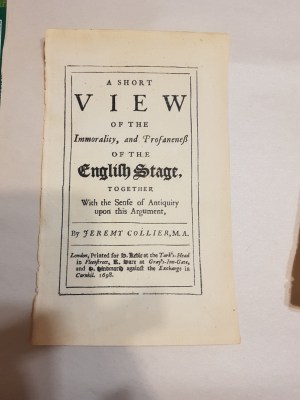 A SHORT
VIEW
OF THE
Immorality, and Profaneneß
OF THE
Engliſh Stage,
TOGETHER
With the Senſe of Antiquity
upon this Argument,
By JEREMY COLLIER, M.A.
London, Printed for S. Keble at the Turk's-Head
in Fleetſtreet, R. Sare at Gray's-Inn-Gate,
and H. Hindmarſh againſt the Exchange in
Cornhil. 1698.